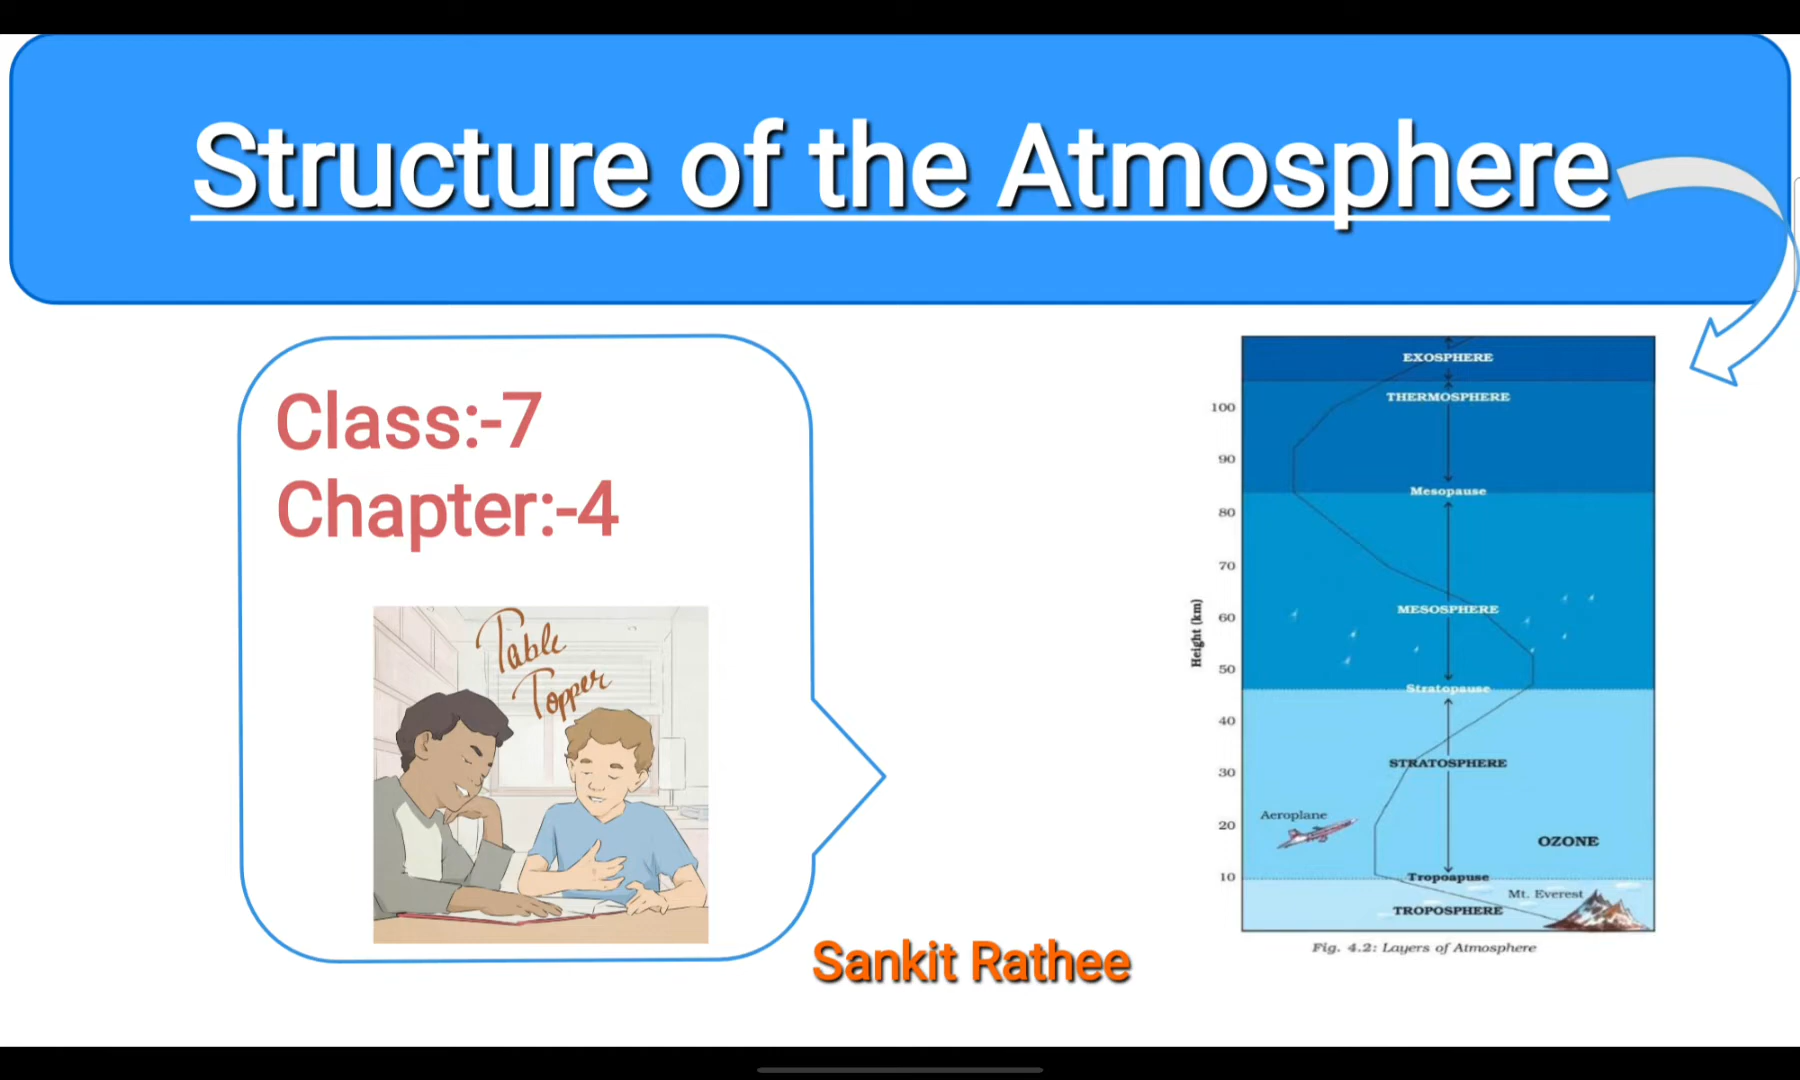 Structure of the Atmosphere
Class:-7
Chapter:-4
Table
Topper
Sankit Rathee
EXOSPHERE
THERMOSPHERE
100
90
Mesopause
80
70
MESOSPHERE
60
Height (km)
50
Stratopause
40
STRATOSPHERE
30
Aeroplane
20
OZONE
10
Tropoapuse
Mt. Everest
TROPOSPHERE
Fig. 4.2: Layers of Atmosphere